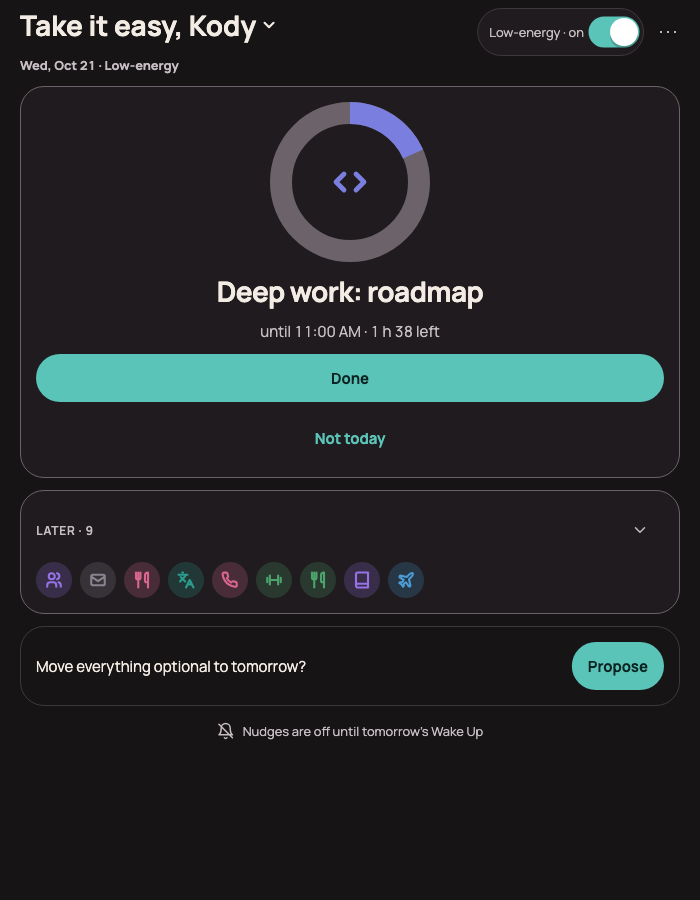 Take it easy, Kody
Low-energy · on
Wed, Oct 21 · Low-energy
Deep work: roadmap
until 11:00 AM · 1 h 38 left
Done
Not today
LATER · 9
Move everything optional to tomorrow?
Propose
Nudges are off until tomorrow's Wake Up